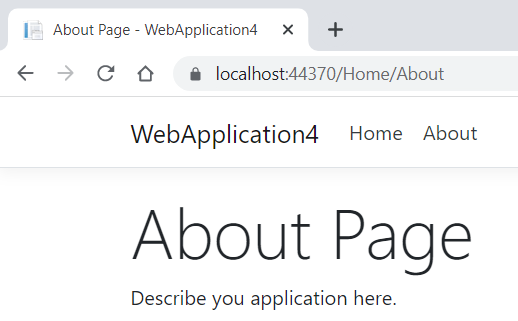 About Page - WebApplication4
localhost:44370/Home/About
WebApplication4 Home About
About Page
Describe you application here.